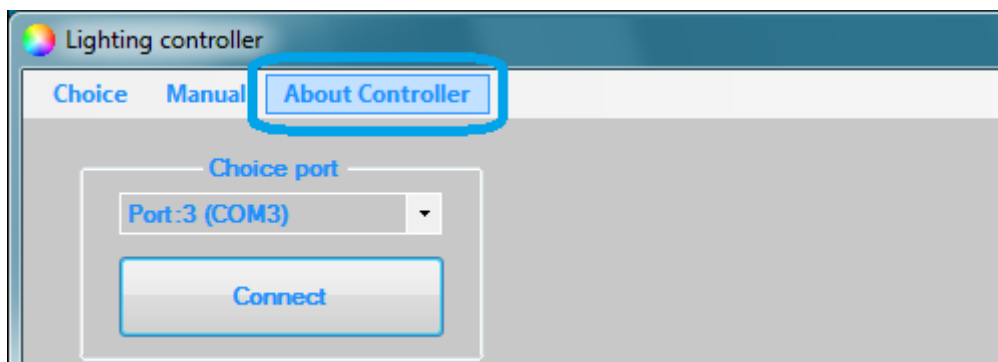 Lighting controller
Choice Manual About Controller
Choice port
Port:3 (COM3)
Connect